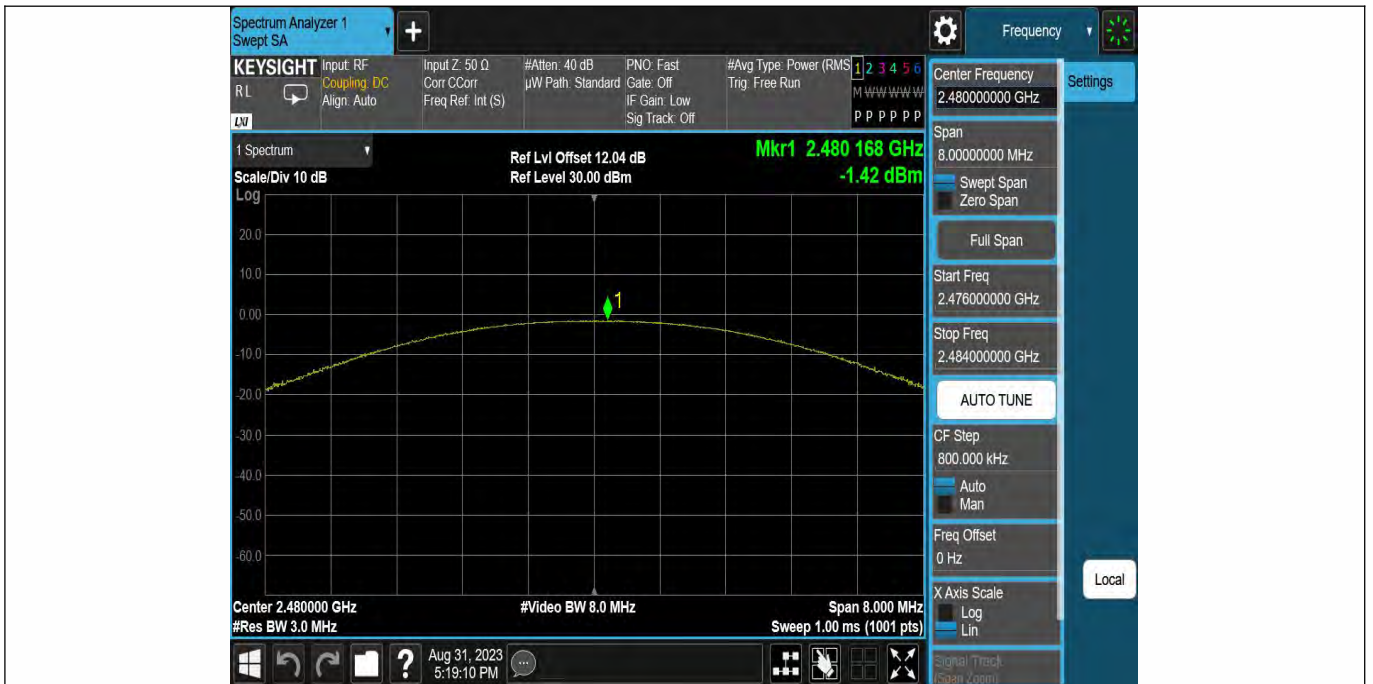 Spectrum Analyzer 1
Swept SA
+
Frequency
KEYSIGHT
R L
LXI
Input: RF
Coupling: DC
Align: Auto
Input Z: 50 Ω
Corr CCorr
Freq Ref: Int (S)
#Atten: 40 dB
µW Path: Standard
PNO: Fast
Gate: Off
IF Gain: Low
Sig Track: Off
#Avg Type: Power (RMS
Trig: Free Run
1 2 3 4 5 6
M W W W W W
P P P P P P
1 Spectrum
Scale/Div 10 dB
Log
Ref Lvl Offset 12.04 dB
Ref Level 30.00 dBm
Mkr1 2.480 168 GHz
-1.42 dBm
20.0
10.0
0.00
-10.0
-20.0
-30.0
-40.0
-50.0
-60.0
1
Center 2.480000 GHz
#Res BW 3.0 MHz
#Video BW 8.0 MHz
Span 8.000 MHz
Sweep 1.00 ms (1001 pts)
Center Frequency
2.480000000 GHz
Settings
Span
8.00000000 MHz
Swept Span
Zero Span
Full Span
Start Freq
2.476000000 GHz
Stop Freq
2.484000000 GHz
AUTO TUNE
CF Step
800.000 kHz
Auto
Man
Freq Offset
0 Hz
X Axis Scale
Log
Lin
Local
Signal Track
(Span Zoom)
?
Aug 31, 2023
5:19:10 PM